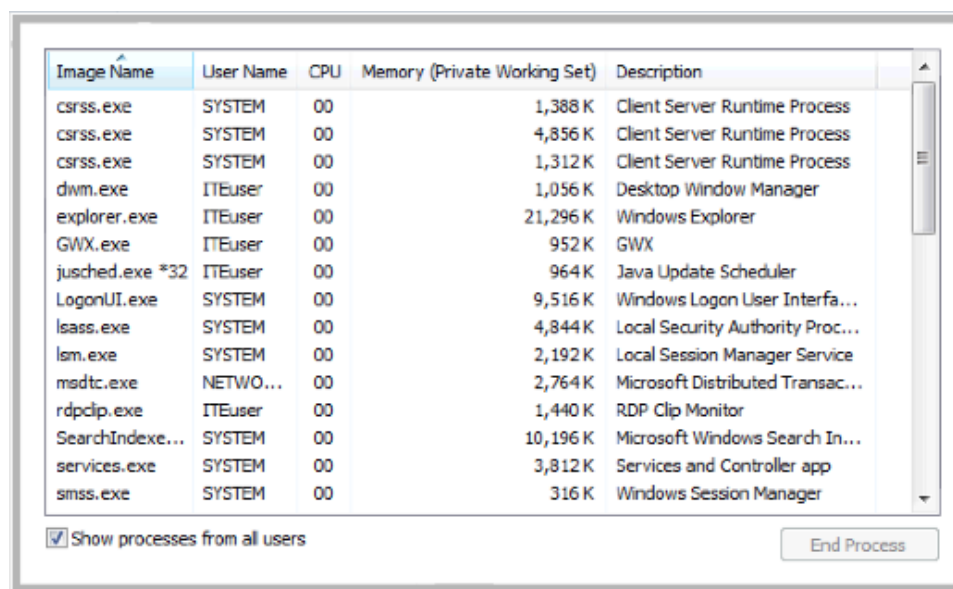 Image Name User Name CPU Memory (Private Working Set) Description
csrss.exe SYSTEM 00 1,388 K Client Server Runtime Process
csrss.exe SYSTEM 00 4,856 K Client Server Runtime Process
csrss.exe SYSTEM 00 1,312 K Client Server Runtime Process
dwm.exe ITEuser 00 1,056 K Desktop Window Manager
explorer.exe ITEuser 00 21,296 K Windows Explorer
GWX.exe ITEuser 00 952 K GWX
jusched.exe *32 ITEuser 00 964 K Java Update Scheduler
LogonUI.exe SYSTEM 00 9,516 K Windows Logon User Interfa...
lsass.exe SYSTEM 00 4,844 K Local Security Authority Proc...
lsm.exe SYSTEM 00 2,192 K Local Session Manager Service
msdtc.exe NETWO... 00 2,764 K Microsoft Distributed Transac...
rdpclip.exe ITEuser 00 1,440 K RDP Clip Monitor
SearchIndexe... SYSTEM 00 10,196 K Microsoft Windows Search In...
services.exe SYSTEM 00 3,812 K Services and Controller app
smss.exe SYSTEM 00 316 K Windows Session Manager
Show processes from all users End Process